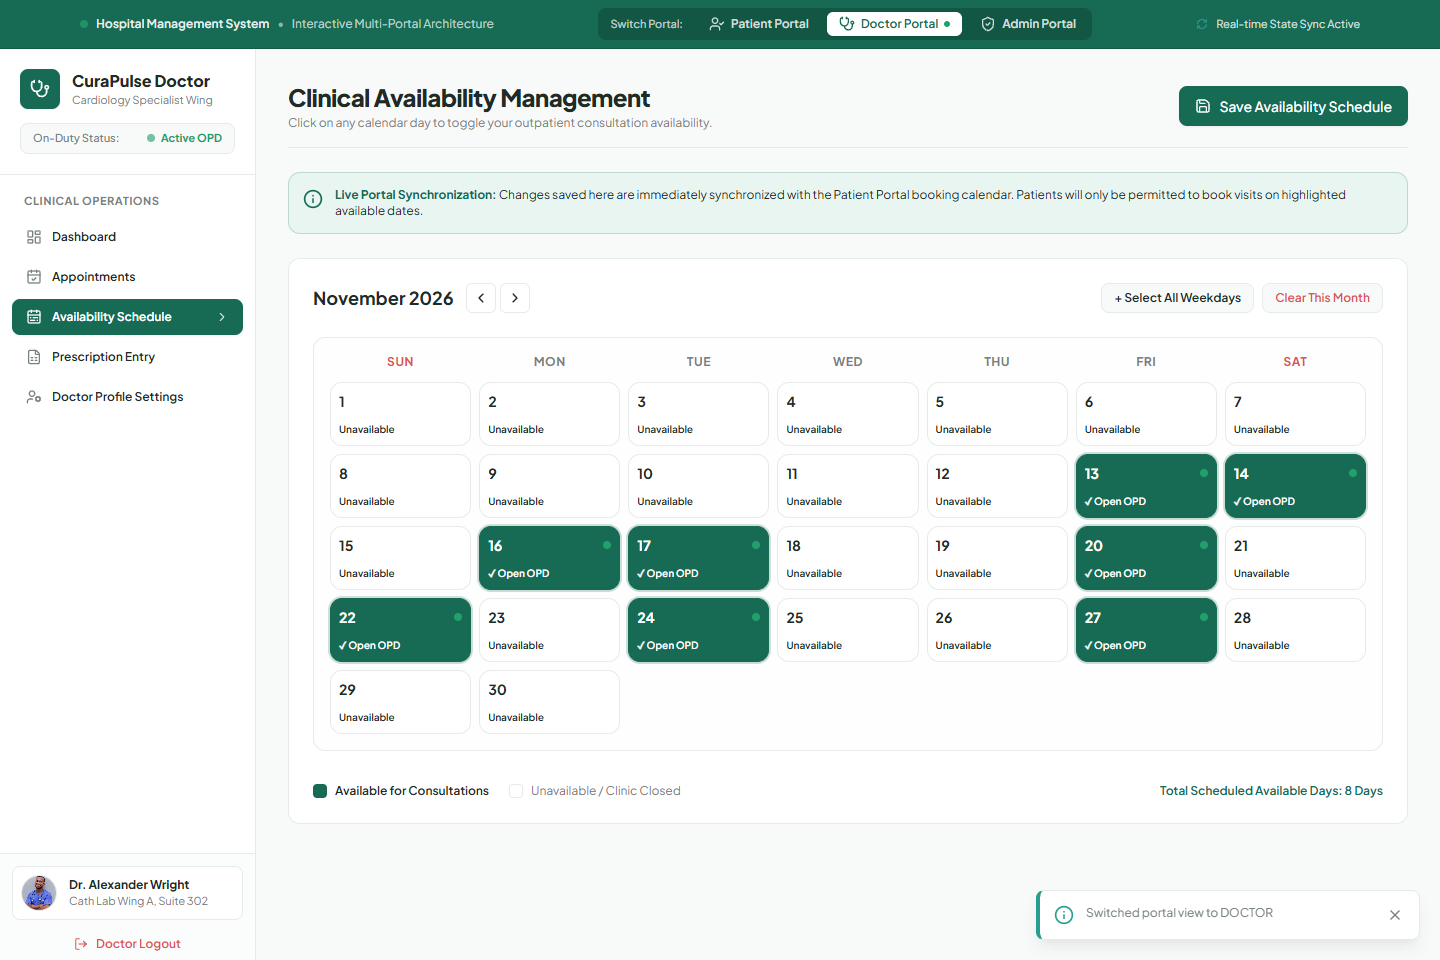 Hospital Management System • Interactive Multi-Portal Architecture
Switch Portal: Patient Portal Doctor Portal Admin Portal
Real-time State Sync Active
CuraPulse Doctor
Cardiology Specialist Wing
On-Duty Status: Active OPD
CLINICAL OPERATIONS
Dashboard
Appointments
Availability Schedule
Prescription Entry
Doctor Profile Settings
Dr. Alexander Wright
Cath Lab Wing A, Suite 302
Doctor Logout
Clinical Availability Management
Click on any calendar day to toggle your outpatient consultation availability.
Save Availability Schedule
Live Portal Synchronization: Changes saved here are immediately synchronized with the Patient Portal booking calendar. Patients will only be permitted to book visits on highlighted
available dates.
November 2026
+ Select All Weekdays
Clear This Month
SUN MON TUE WED THU FRI SAT
1 2 3 4 5 6 7
Unavailable Unavailable Unavailable Unavailable Unavailable Unavailable Unavailable
8 9 10 11 12 13 14
Unavailable Unavailable Unavailable Unavailable Unavailable ✓ Open OPD ✓ Open OPD
15 16 17 18 19 20 21
Unavailable ✓ Open OPD ✓ Open OPD Unavailable Unavailable ✓ Open OPD Unavailable
22 23 24 25 26 27 28
✓ Open OPD Unavailable ✓ Open OPD Unavailable Unavailable ✓ Open OPD Unavailable
29 30
Unavailable Unavailable
Available for Consultations Unavailable / Clinic Closed
Total Scheduled Available Days: 8 Days
Switched portal view to DOCTOR